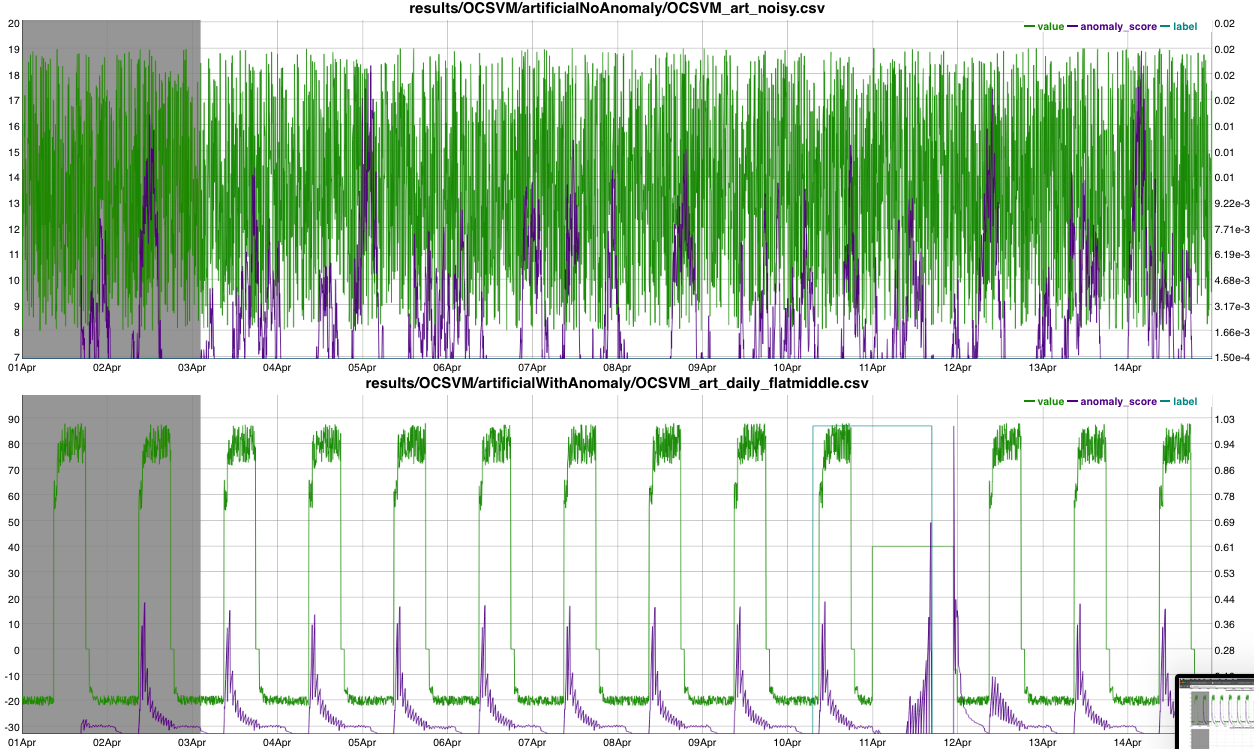 results/OCSVM/artificialNoAnomaly/OCSVM_art_noisy.csv
value anomaly_score label
20 0.02
19 0.02
18 0.02
17 0.02
16 0.01
15 0.01
14 0.01
13 9.22e-3
12 7.71e-3
11 6.19e-3
10 4.68e-3
9 3.17e-3
8 1.66e-3
7 1.50e-4
01Apr 02Apr 03Apr 04Apr 05Apr 06Apr 07Apr 08Apr 09Apr 10Apr 11Apr 12Apr 13Apr 14Apr
results/OCSVM/artificialWithAnomaly/OCSVM_art_daily_flatmiddle.csv
value anomaly_score label
90 1.03
80 0.94
70 0.86
60 0.78
50 0.69
40 0.61
30 0.53
20 0.44
10 0.36
0 0.28
-10
-20
-30
01Apr 02Apr 03Apr 04Apr 05Apr 06Apr 07Apr 08Apr 09Apr 10Apr 11Apr 12Apr 13Apr 14Apr